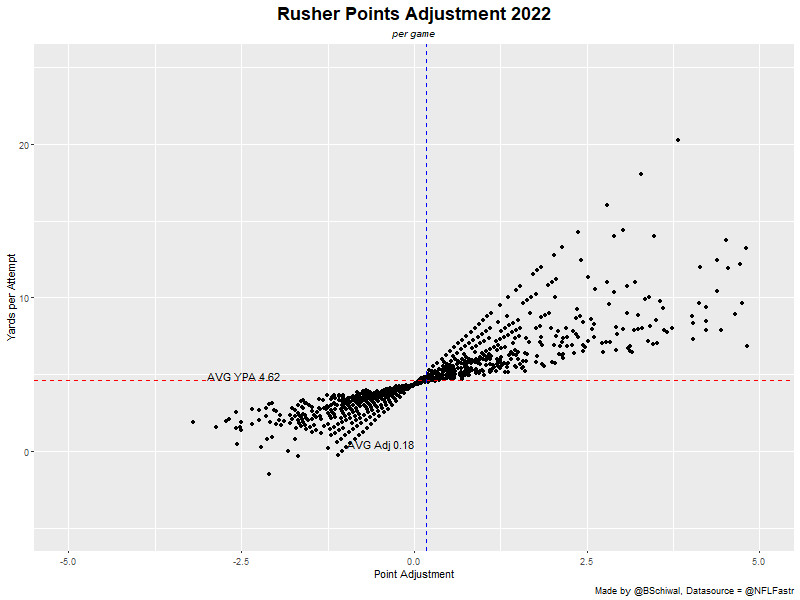 Rusher Points Adjustment 2022
per game
20
10
0
Yards per Attempt
AVG YPA 4.62
AVG Adj 0.18
-5.0 -2.5 0.0 2.5 5.0
Point Adjustment
Made by @BSchiwal, Datasource = @NFLFastr